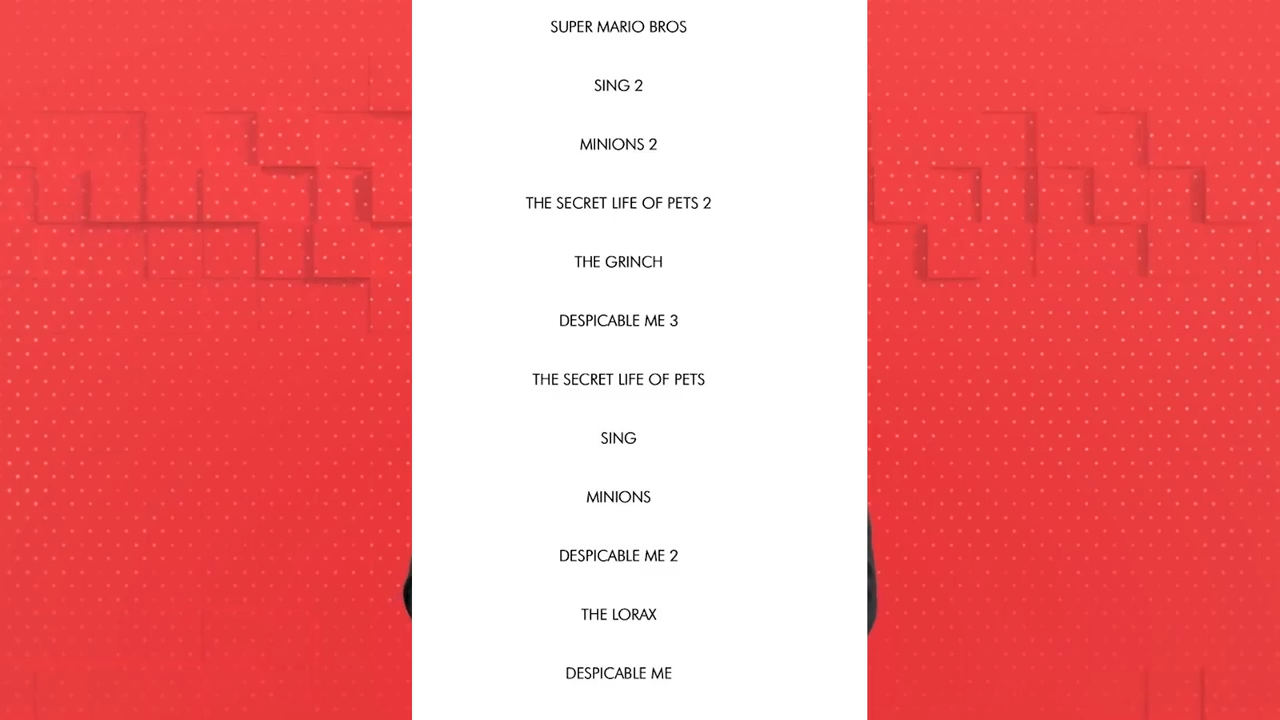 SUPER MARIO BROS
SING 2
MINIONS 2
THE SECRET LIFE OF PETS 2
THE GRINCH
DESPICABLE ME 3
THE SECRET LIFE OF PETS
SING
MINIONS
DESPICABLE ME 2
THE LORAX
DESPICABLE ME